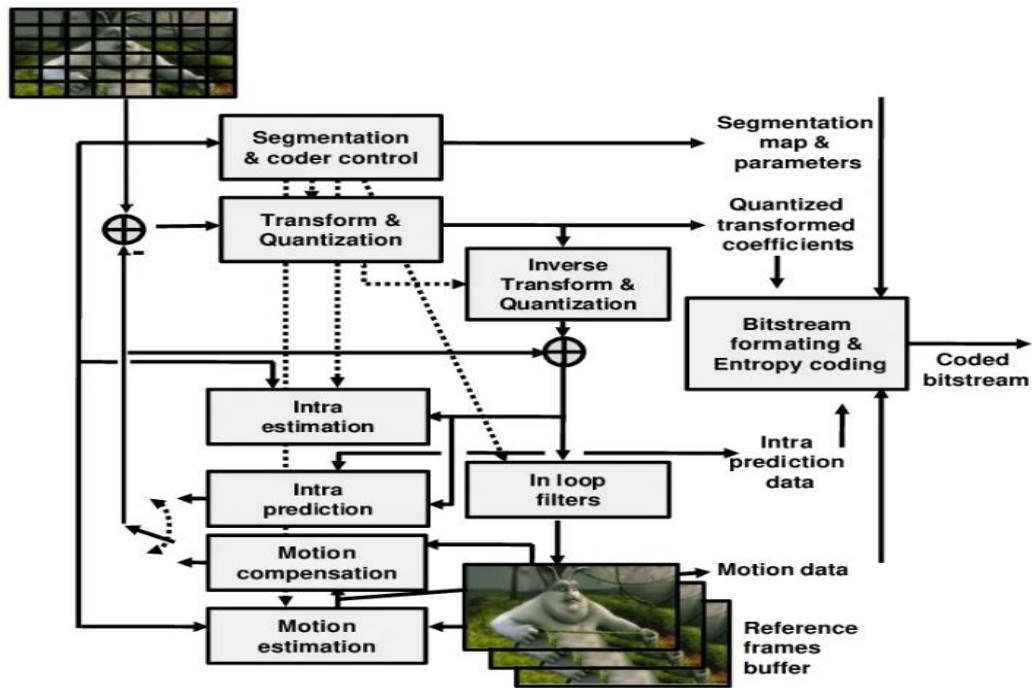 Segmentation
& coder control
Segmentation
map &
parameters
Transform &
Quantization
Quantized
transformed
coefficients
-
Inverse
Transform &
Quantization
Bitstream
formating &
Entropy coding
Coded
bitstream
Intra
estimation
Intra
prediction
data
In loop
filters
Intra
prediction
Motion
compensation
Motion data
Motion
estimation
Reference
frames
buffer